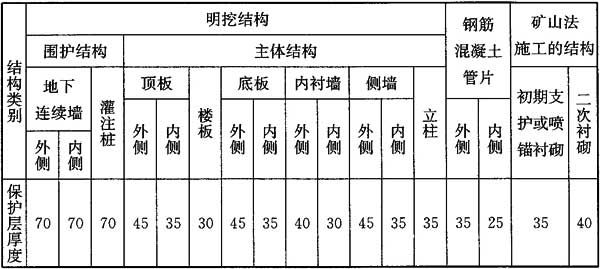 结构类别 明挖结构 钢筋混凝土管片 矿山法施工的结构
围护结构 主体结构
地下连续墙 灌注桩 顶板 楼板 底板 内衬墙 侧墙 立柱 初期支护或喷锚衬砌 二次衬砌
外侧 内侧 外侧 内侧 外侧 内侧 外侧 内侧 外侧 内侧 外侧 内侧
保护层厚度 70 70 70 45 35 30 45 35 40 30 45 35 35 35 25 35 40